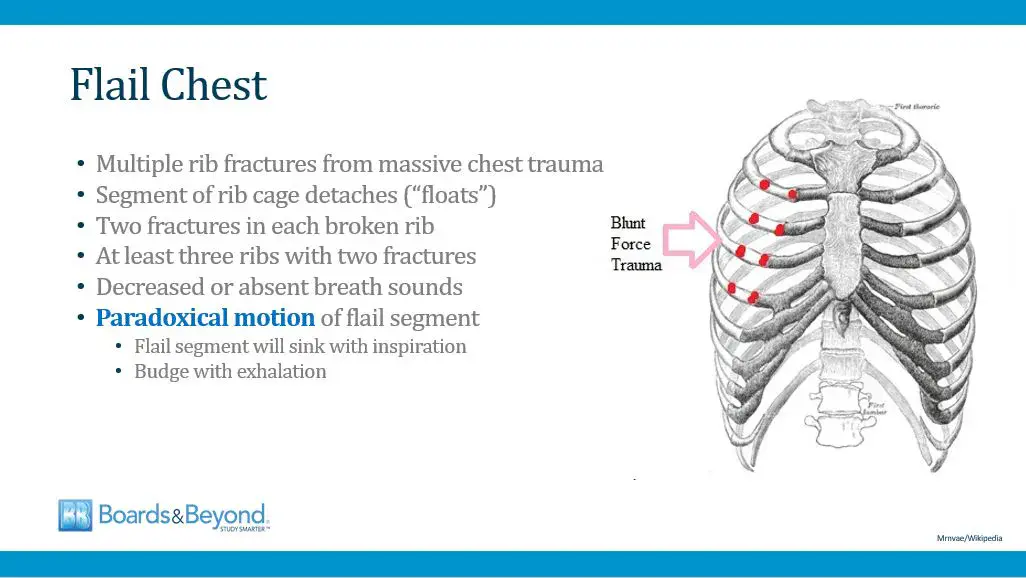 Flail Chest
• Multiple rib fractures from massive chest trauma
• Segment of rib cage detaches (“floats”)
• Two fractures in each broken rib
• At least three ribs with two fractures
• Decreased or absent breath sounds
• Paradoxical motion of flail segment
• Flail segment will sink with inspiration
• Budge with exhalation
First thoracic
Blunt
Force
Trauma
First
lumbar
BB Boards&Beyond
STUDY SMARTER™
Mrnvae/Wikipedia